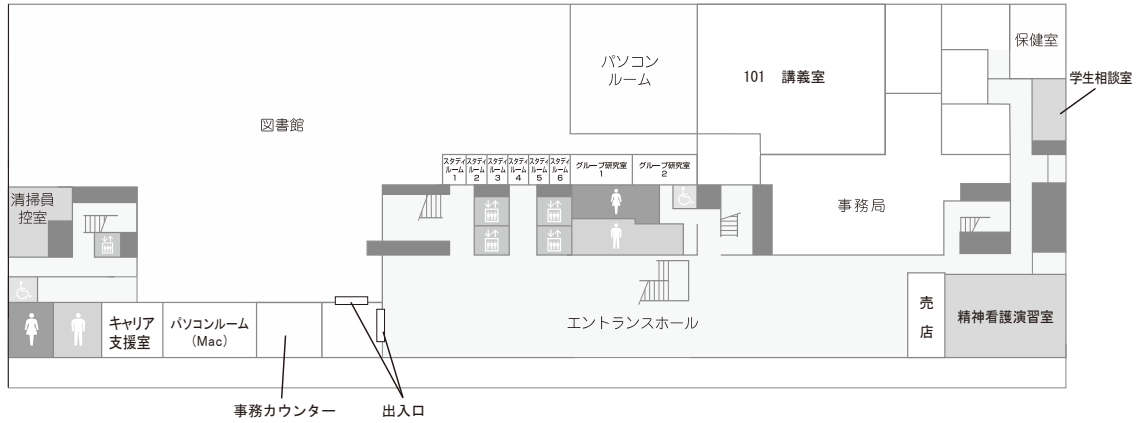 保健室
パソコン
ルーム
101 講義室
学生相談室
図書館
スタディ
ルーム
1
スタディ
ルーム
2
スタディ
ルーム
3
スタディ
ルーム
4
スタディ
ルーム
5
スタディ
ルーム
6
グループ研究室
1
グループ研究室
2
清掃員
控室
事務局
エントランスホール
売
店
精神看護演習室
キャリア
支援室
パソコンルーム
(Mac)
事務カウンター
出入口